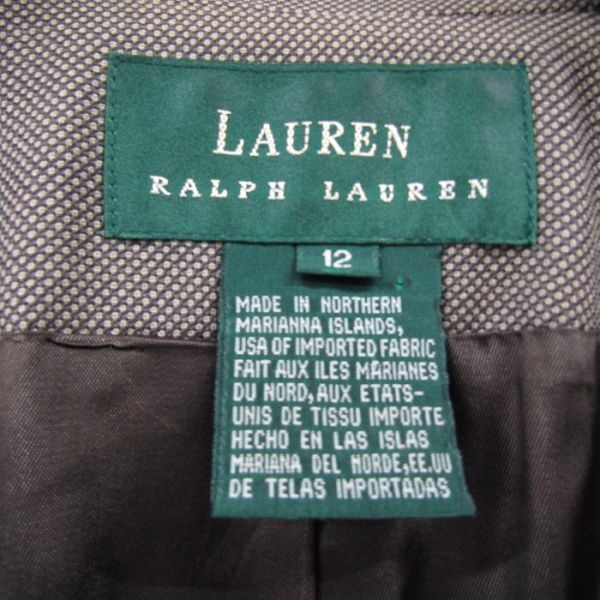 LAUREN
RALPH LAUREN
12
MADE IN NORTHERN
MARIANNA ISLANDS,
USA OF IMPORTED FABRIC
FAIT AUX ILES MARIANES
DU NORD, AUX ETATS-
UNIS DE TISSU IMPORTE
HECHO EN LAS ISLAS
MARIANA DEL NORDE, EE.UU
DE TELAS IMPORTADAS